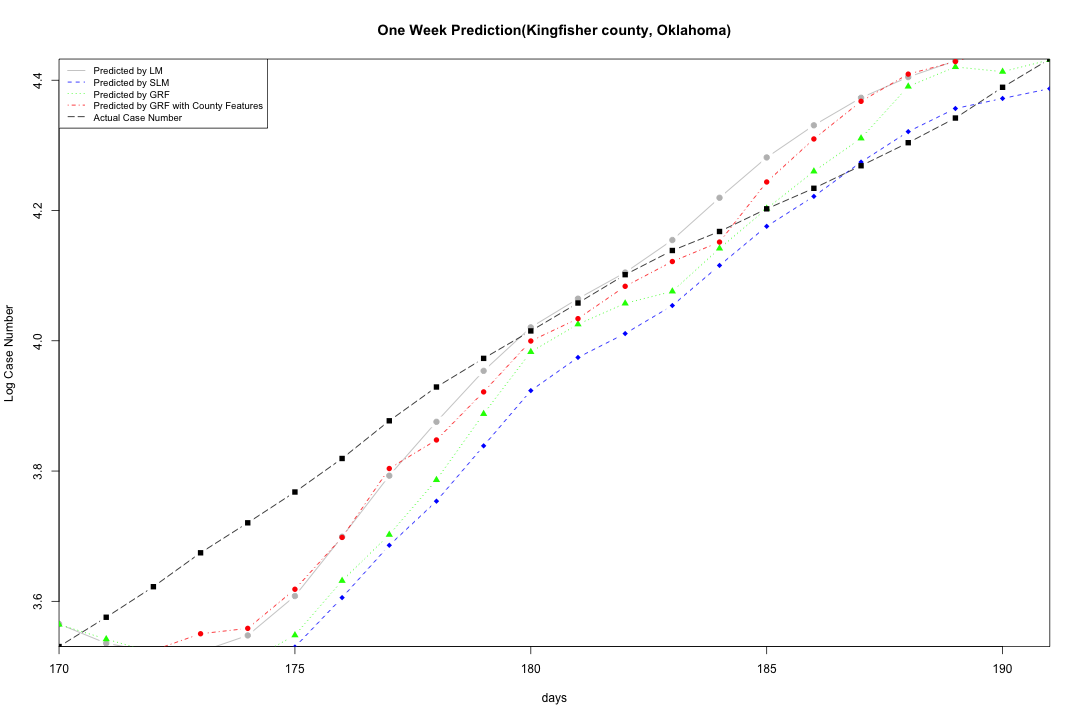 One Week Prediction(Kingfisher county, Oklahoma)
Predicted by LM
Predicted by SLM
Predicted by GRF
Predicted by GRF with County Features
Actual Case Number
Log Case Number
4.4
4.2
4.0
3.8
3.6
170 175 180 185 190
days